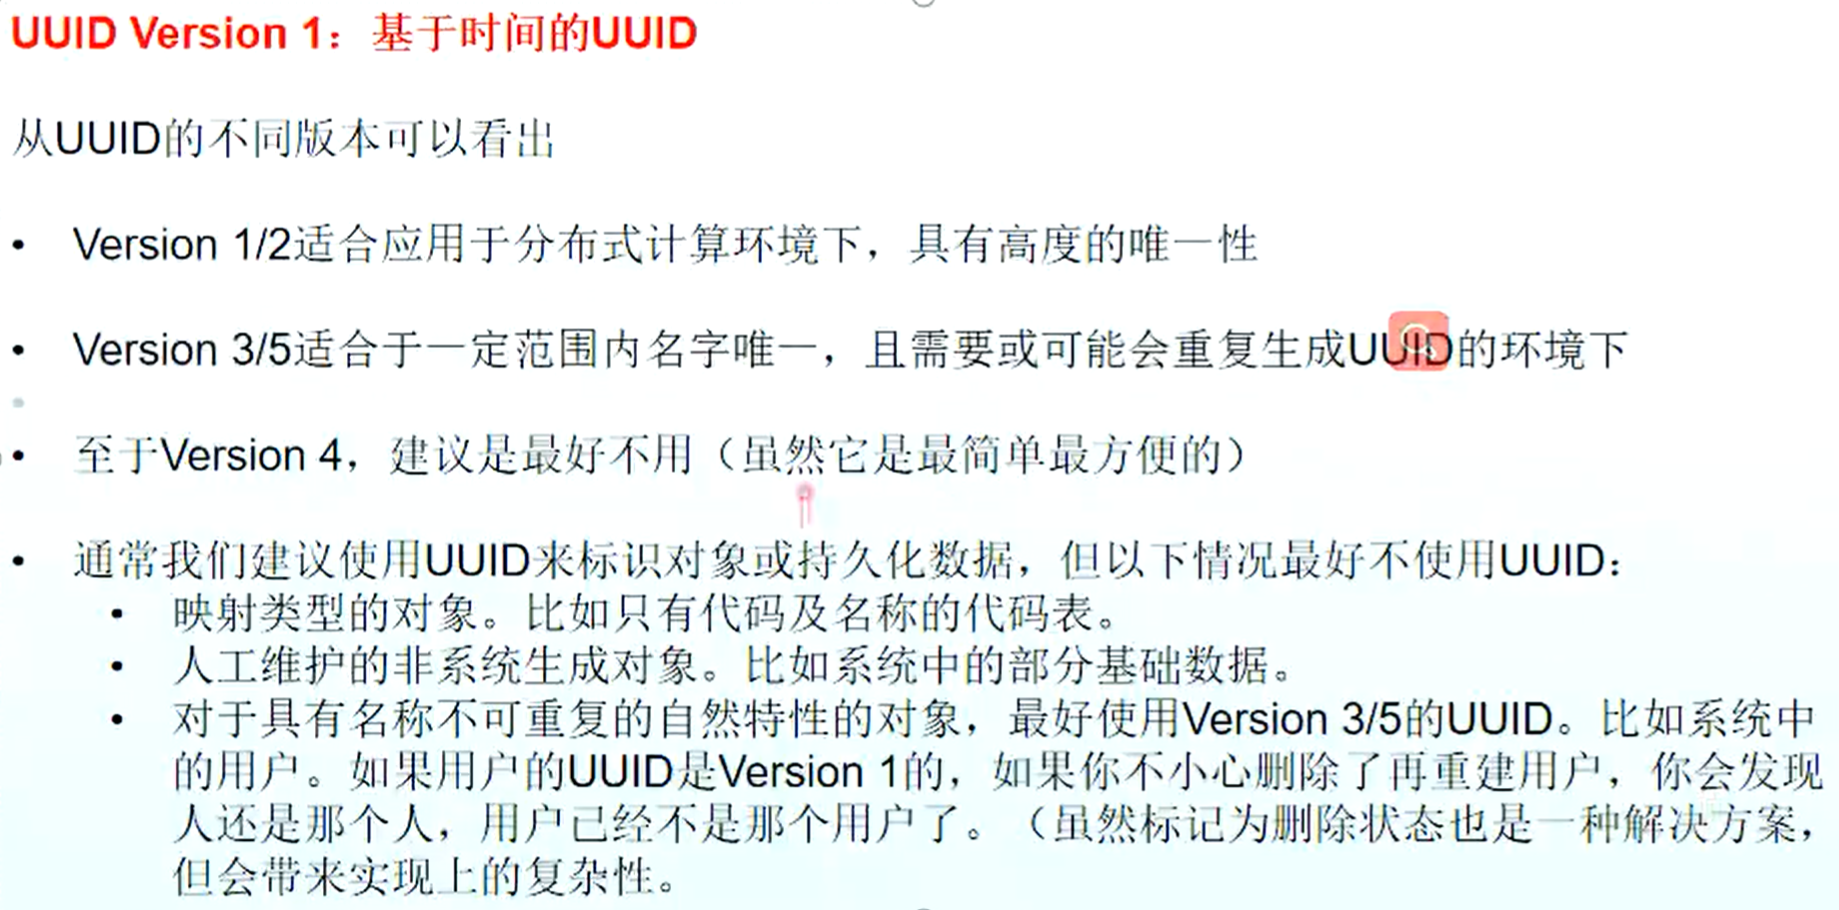 UUID Version 1：基于时间的UUID
从UUID的不同版本可以看出
• Version 1/2适合应用于分布式计算环境下，具有高度的唯一性
• Version 3/5适合于一定范围内名字唯一，且需要或可能会重复生成UUID的环境下
• 至于Version 4，建议是最好不用（虽然它是最简单最方便的）
• 通常我们建议使用UUID来标识对象或持久化数据，但以下情况最好不使用UUID：
• 映射类型的对象。比如只有代码及名称的代码表。
• 人工维护的非系统生成对象。比如系统中的部分基础数据。
• 对于具有名称不可重复的自然特性的对象，最好使用Version 3/5的UUID。比如系统中
的用户。如果用户的UUID是Version 1的，如果你不小心删除了再重建用户，你会发现
人还是那个人，用户已经不是那个用户了。（虽然标记为删除状态也是一种解决方案，
但会带来实现上的复杂性。